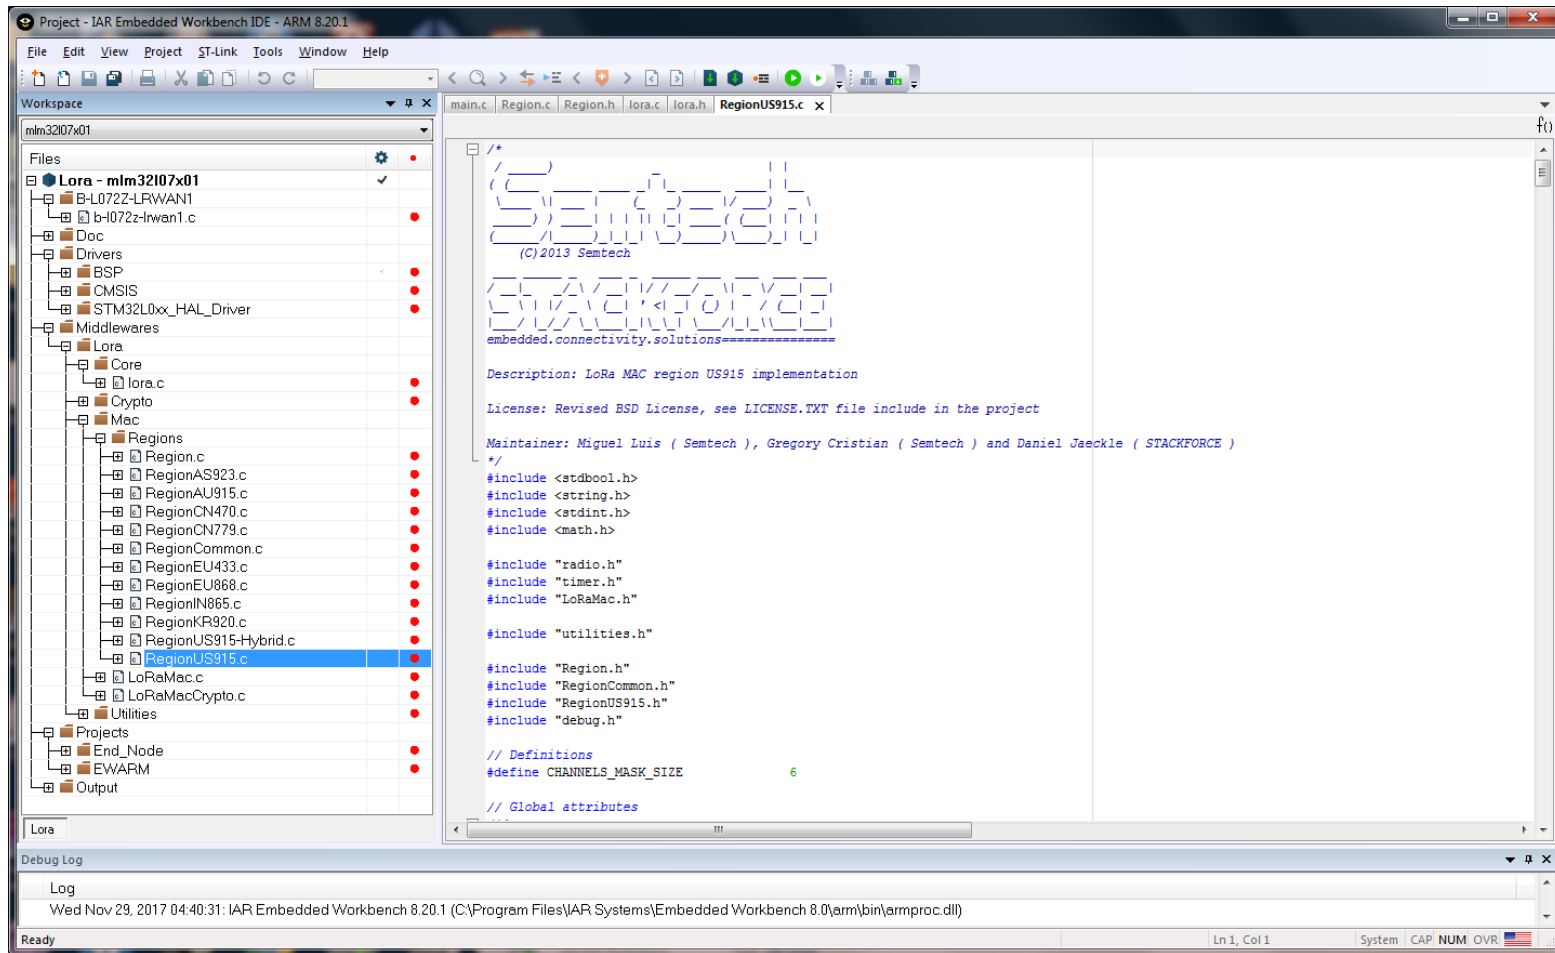 Project - IAR Embedded Workbench IDE - ARM 8.20.1
File Edit View Project ST-Link Tools Window Help
Workspace
main.c Region.c Region.h lora.c lora.h RegionUS915.c
mlm32l07x01
Files
Lora - mlm32l07x01
B-L072Z-LRWAN1
b-l072z-lrwan1.c
Doc
Drivers
BSP
CMSIS
STM32L0xx_HAL_Driver
Middlewares
Lora
Core
lora.c
Crypto
Mac
Regions
Region.c
RegionAS923.c
RegionAU915.c
RegionCN470.c
RegionCN779.c
RegionCommon.c
RegionEU433.c
RegionEU868.c
RegionIN865.c
RegionKR920.c
RegionUS915-Hybrid.c
RegionUS915.c
LoRaMac.c
LoRaMacCrypto.c
Utilities
Projects
End_Node
EWARM
Output
Lora
f()
/*
Semtech
(C)2013 Semtech
STACKFORCE
embedded.connectivity.solutions===============
Description: LoRa MAC region US915 implementation
License: Revised BSD License, see LICENSE.TXT file include in the project
Maintainer: Miguel Luis ( Semtech ), Gregory Cristian ( Semtech ) and Daniel Jaeckle ( STACKFORCE )
*/
#include <stdbool.h>
#include <string.h>
#include <stdint.h>
#include <math.h>
#include "radio.h"
#include "timer.h"
#include "LoRaMac.h"
#include "utilities.h"
#include "Region.h"
#include "RegionCommon.h"
#include "RegionUS915.h"
#include "debug.h"
// Definitions
#define CHANNELS_MASK_SIZE 6
// Global attributes
Debug Log
Log
Wed Nov 29, 2017 04:40:31: IAR Embedded Workbench 8.20.1 (C:\Program Files\IAR Systems\Embedded Workbench 8.0\arm\bin\armproc.dll)
Ready
Ln 1, Col 1
System CAP NUM OVR